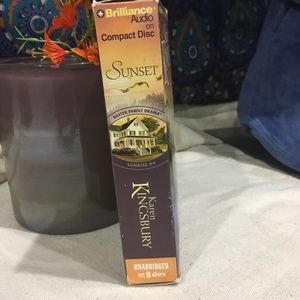 Brilliance
Audio
on
Compact Disc
SUNSET
BAXTER FAMILY DRAMA
SUNRISE #4
Karen
KINGSBURY
UNABRIDGED
on 9 discs